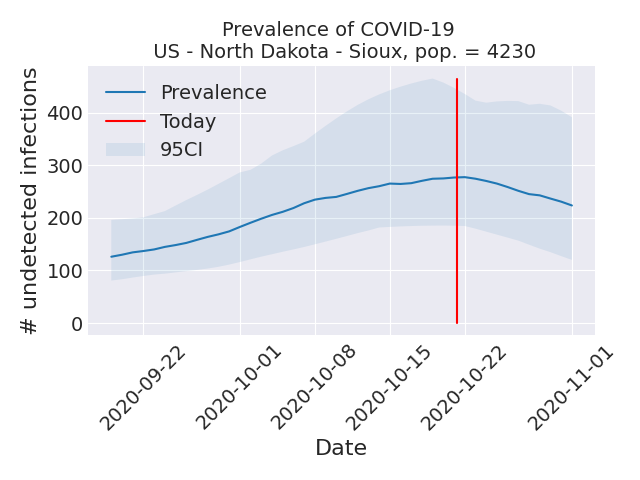 Prevalence of COVID-19
US - North Dakota - Sioux, pop. = 4230
# undetected infections
400
300
200
100
0
Prevalence
Today
95CI
2020-09-22
2020-10-01
2020-10-08
2020-10-15
2020-10-22
2020-11-01
Date